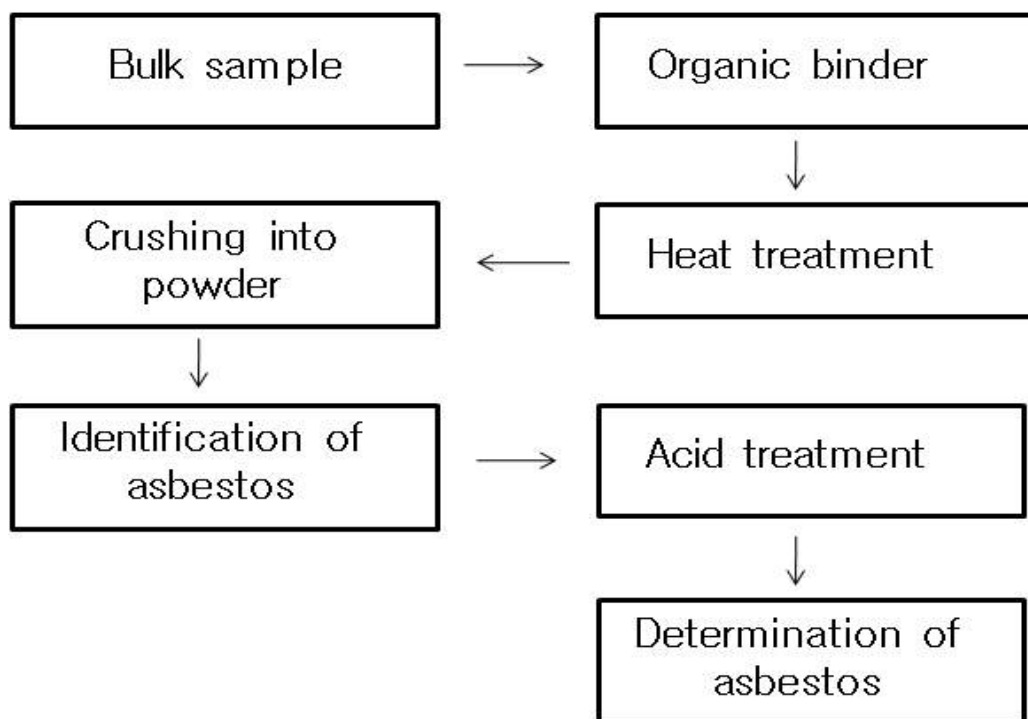 Bulk sample
Organic binder
Heat treatment
Crushing into
powder
Identification of
asbestos
Acid treatment
Determination of
asbestos